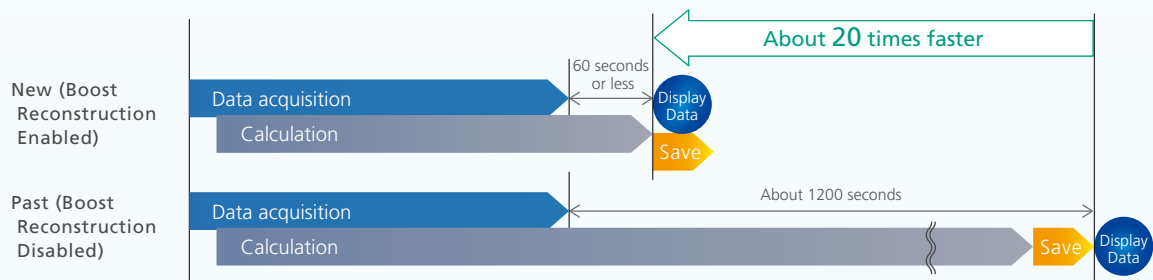 About 20 times faster
60 seconds
or less
New (Boost
Reconstruction
Enabled)
Data acquisition
Display
Data
Calculation
Save
Past (Boost
Reconstruction
Disabled)
About 1200 seconds
Data acquisition
Calculation
Save
Display
Data